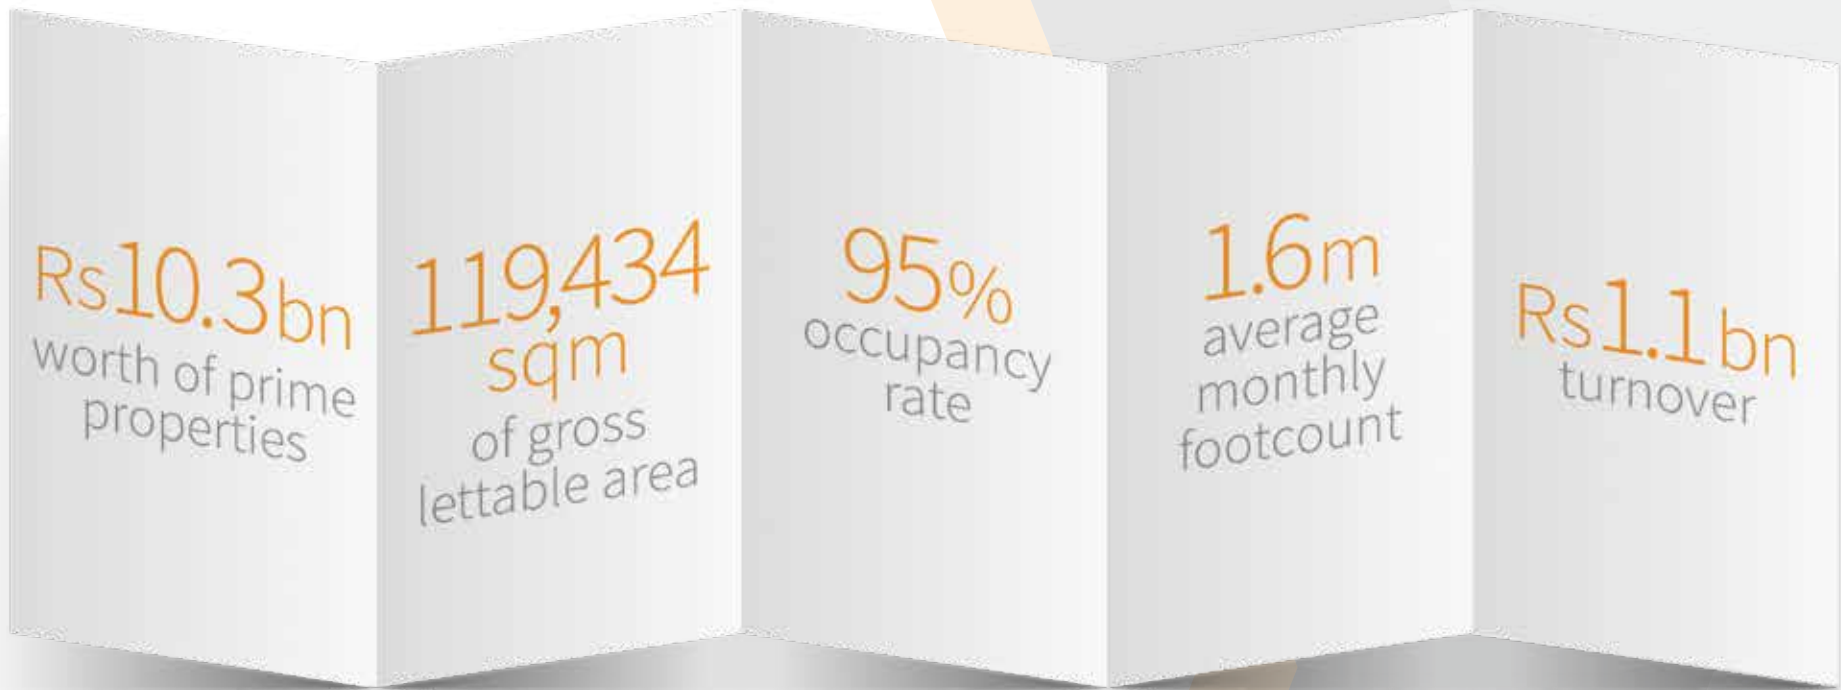 Rs10.3bn
worth of prime
properties
119,434
sqm
of gross
lettable area
95%
occupancy
rate
1.6m
average
monthly
footcount
Rs1.1bn
turnover